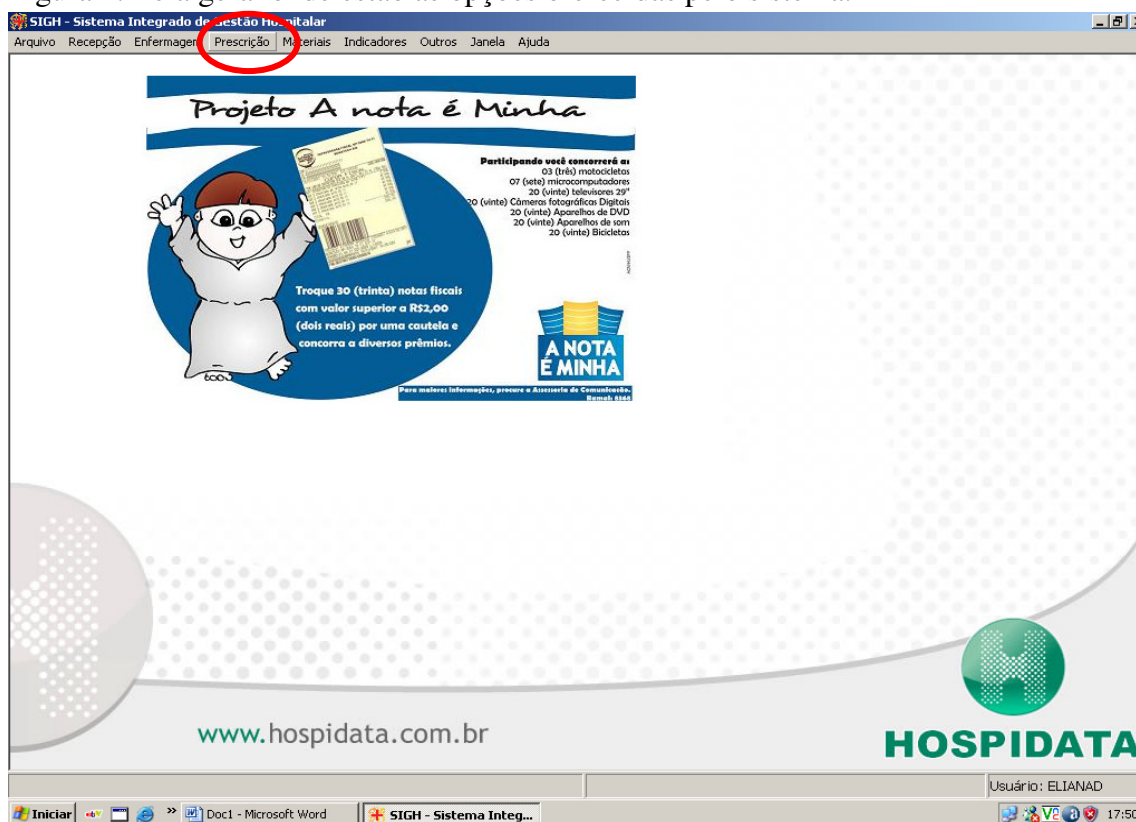 SIGH - Sistema Integrado de Gestão Hospitalar
Arquivo Recepção Enfermagem Prescrição Materiais Indicadores Outros Janela Ajuda
Projeto A nota é Minha
Participando você concorrerá a:
03 (três) motocicletas
07 (sete) microcomputadores
20 (vinte) televisores 29"
20 (vinte) Câmeras fotográficas Digitais
20 (vinte) Aparelhos de DVD
20 (vinte) Aparelhos de som
20 (vinte) Bicicletas
Troque 30 (trinta) notas fiscais
com valor superior a R$2,00
(dois reais) por uma cautela e
concorra a diversos prêmios.
A NOTA
É MINHA
Para maiores informações, procure a Assessoria de Comunicação.
www.hospidata.com.br
HOSPIDATA
Usuário: ELIANAD
Iniciar Doc1 - Microsoft Word SIGH - Sistema Integ... 17:50